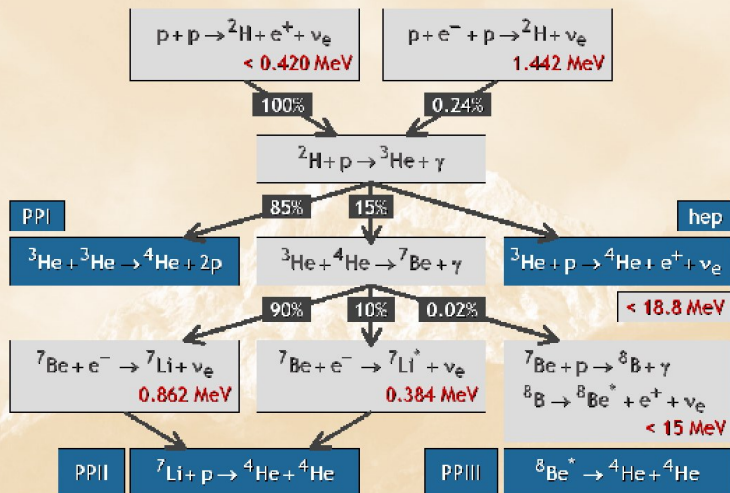 p + p → ²H + e⁺ + νₑ
< 0.420 MeV
p + e⁻ + p → ²H + νₑ
1.442 MeV
100%
0.24%
²H + p → ³He + γ
PPI
85%
15%
hep
³He + ³He → ⁴He + 2p
³He + ⁴He → ⁷Be + γ
³He + p → ⁴He + e⁺ + νₑ
< 18.8 MeV
90%
10%
0.02%
⁷Be + e⁻ → ⁷Li + νₑ
0.862 MeV
⁷Be + e⁻ → ⁷Li* + νₑ
0.384 MeV
⁷Be + p → ⁸B + γ
⁸B → ⁸Be* + e⁺ + νₑ
< 15 MeV
PPII
⁷Li + p → ⁴He + ⁴He
PPIII
⁸Be* → ⁴He + ⁴He